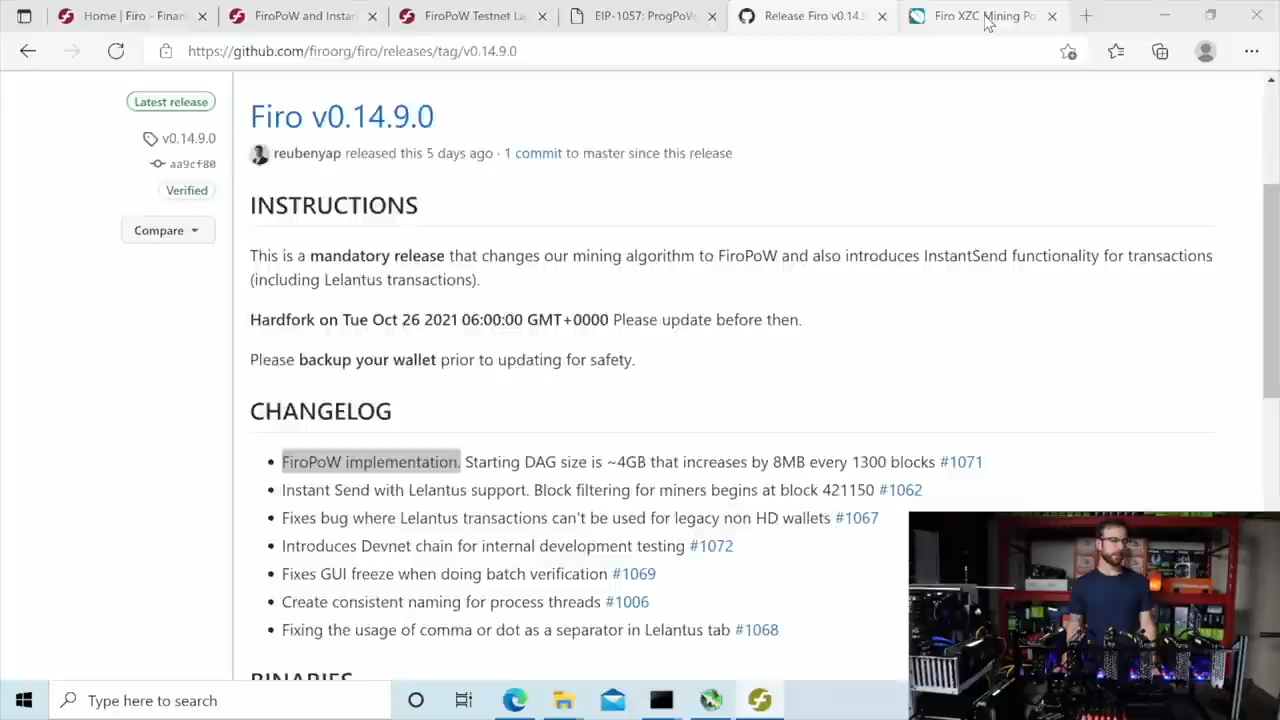 Home | Firo - Finan
FiroPoW and Instan
FiroPoW Testnet La
EIP-1057: ProgPoW
Release Firo v0.14.9
Firo XZC Mining Po
https://github.com/firoorg/firo/releases/tag/v0.14.9.0
Latest release
v0.14.9.0
aa9cf80
Verified
Compare
Firo v0.14.9.0
reubenyap released this 5 days ago · 1 commit to master since this release
INSTRUCTIONS
This is a mandatory release that changes our mining algorithm to FiroPoW and also introduces InstantSend functionality for transactions
(including Lelantus transactions).
Hardfork on Tue Oct 26 2021 06:00:00 GMT+0000 Please update before then.
Please backup your wallet prior to updating for safety.
CHANGELOG
• FiroPoW implementation. Starting DAG size is ~4GB that increases by 8MB every 1300 blocks #1071
• Instant Send with Lelantus support. Block filtering for miners begins at block 421150 #1062
• Fixes bug where Lelantus transactions can't be used for legacy non HD wallets #1067
• Introduces Devnet chain for internal development testing #1072
• Fixes GUI freeze when doing batch verification #1069
• Create consistent naming for process threads #1006
• Fixing the usage of comma or dot as a separator in Lelantus tab #1068
BINARIES
Type here to search